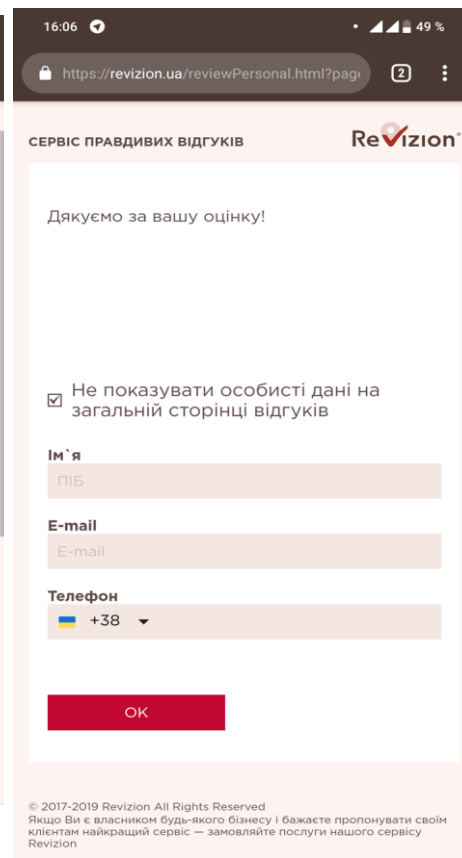 16:06
49 %
https://revizion.ua/reviewPersonal.html?page
2
СЕРВІС ПРАВДИВИХ ВІДГУКІВ
ReVizion
Дякуємо за вашу оцінку!
Не показувати особисті дані на
загальній сторінці відгуків
Ім`я
ПІБ
E-mail
E-mail
Телефон
+38
OK
© 2017-2019 Revizion All Rights Reserved
Якщо Ви є власником будь-якого бізнесу і бажаєте пропонувати своїм
клієнтам найкращий сервіс — замовляйте послуги нашого сервісу
Revizion